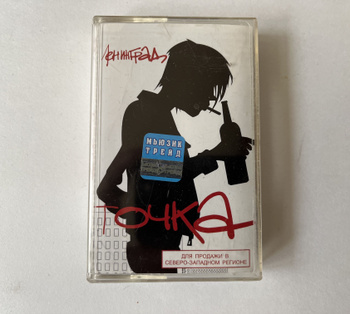 Ленинград
МЬЮЗИК
ТРЕЙД
ТОЧКА
ДЛЯ ПРОДАЖИ В
СЕВЕРО-ЗАПАДНОМ РЕГИОНЕ